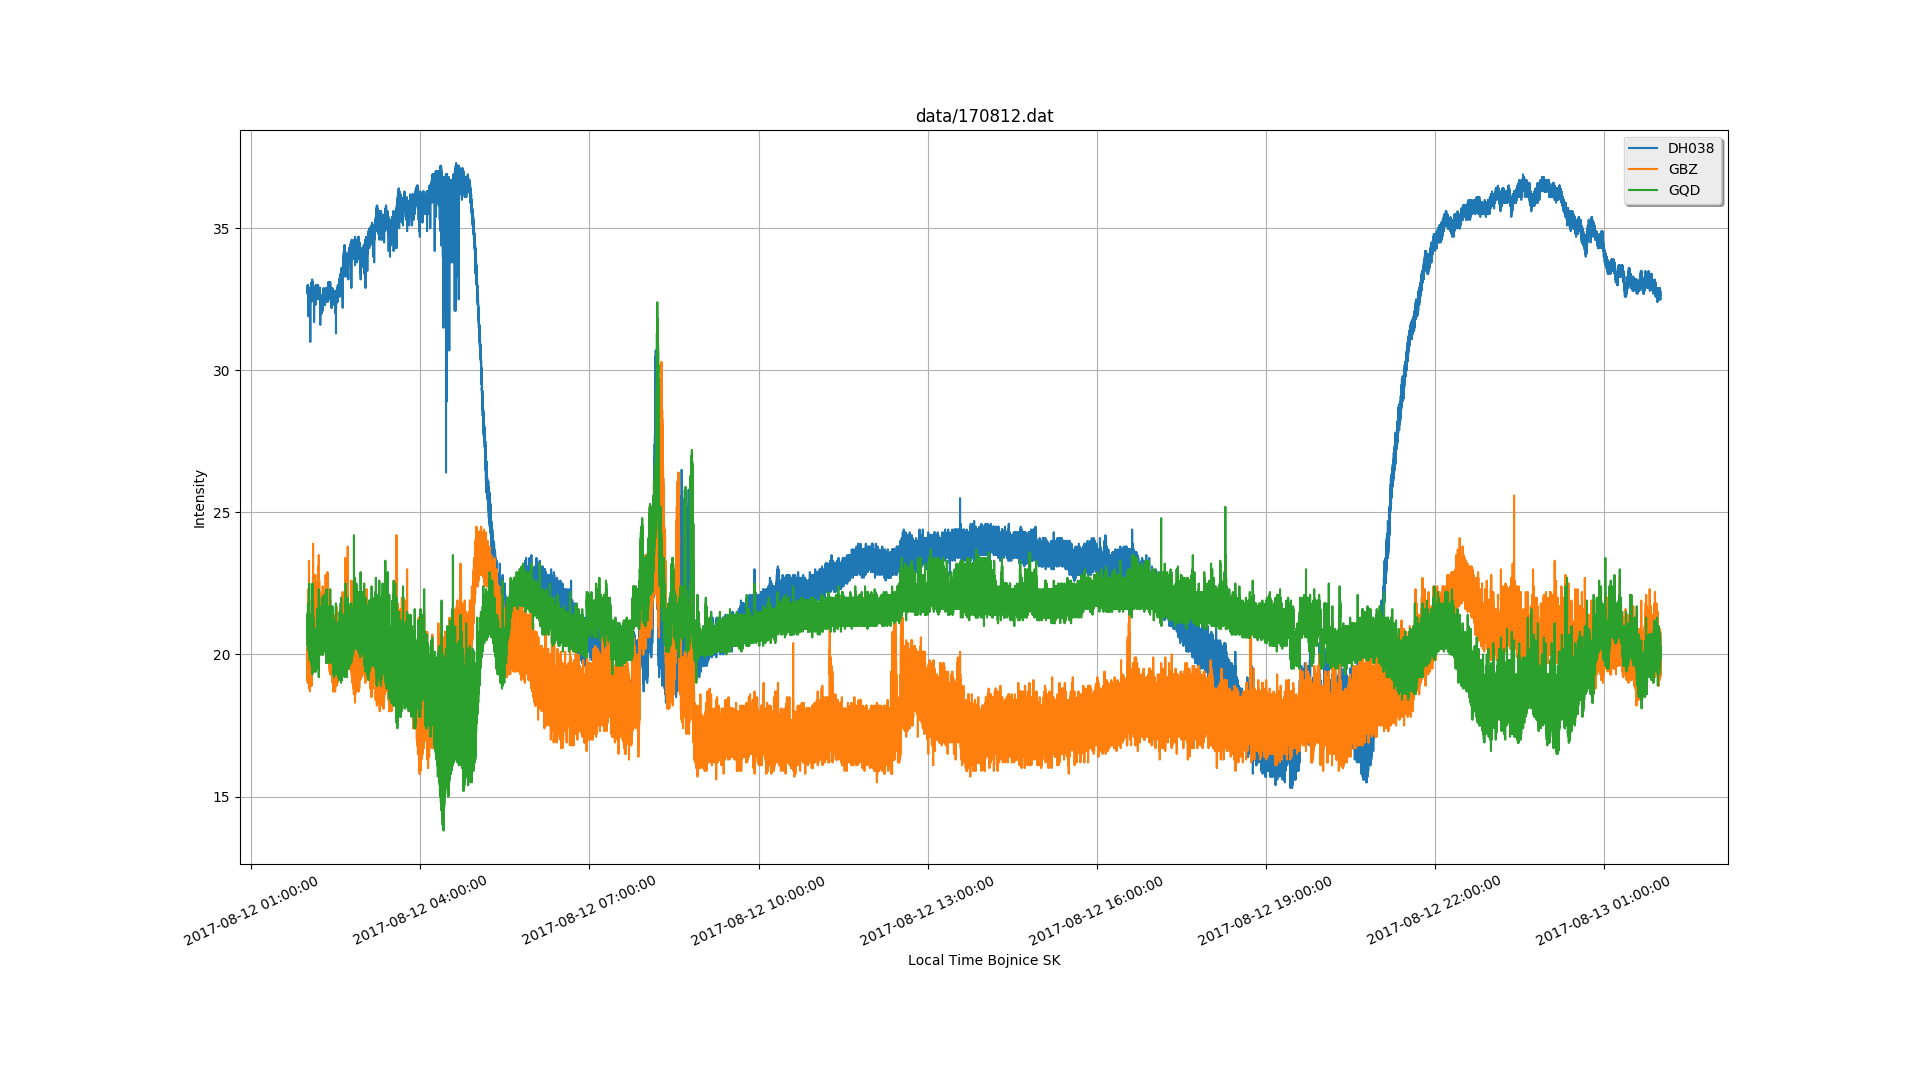 data/170812.dat
DH038
GBZ
GQD
35
30
25
20
15
Intensity
2017-08-12 01:00:00
2017-08-12 04:00:00
2017-08-12 07:00:00
2017-08-12 10:00:00
2017-08-12 13:00:00
2017-08-12 16:00:00
2017-08-12 19:00:00
2017-08-12 22:00:00
2017-08-13 01:00:00
Local Time Bojnice SK